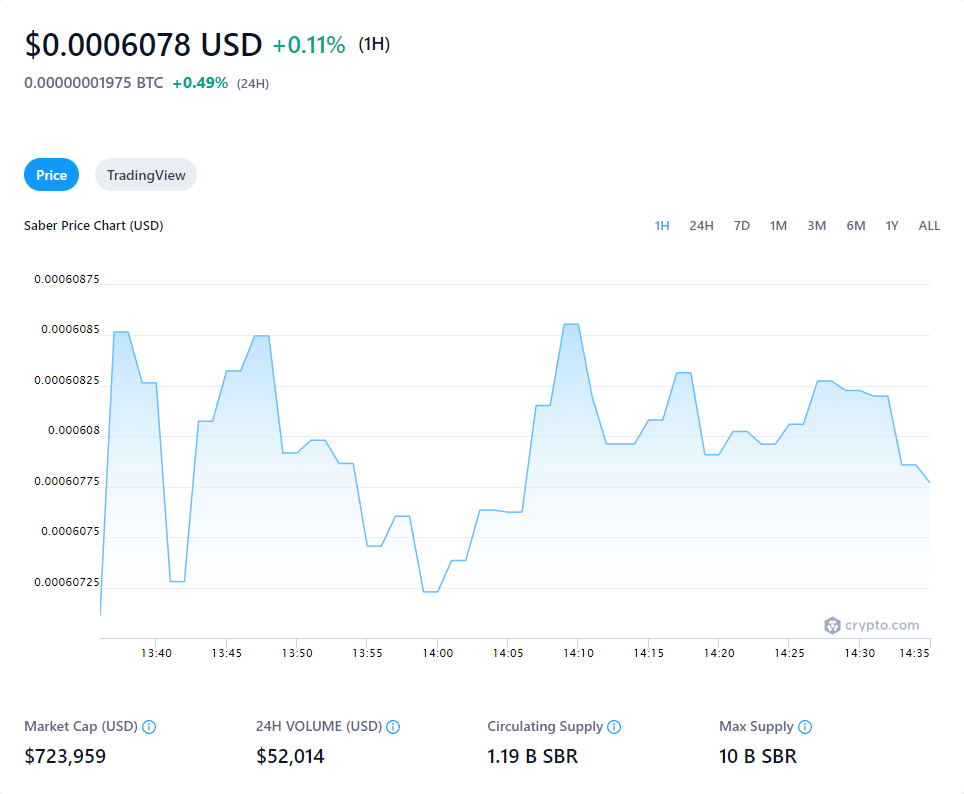 $0.0006078 USD +0.11% (1H)
0.00000001975 BTC +0.49% (24H)
Price TradingView
Saber Price Chart (USD) 1H 24H 7D 1M 3M 6M 1Y ALL
0.00060875
0.0006085
0.00060825
0.000608
0.00060775
0.0006075
0.00060725
crypto.com
13:40 13:45 13:50 13:55 14:00 14:05 14:10 14:15 14:20 14:25 14:30 14:35
Market Cap (USD) 24H VOLUME (USD) Circulating Supply Max Supply
$723,959 $52,014 1.19 B SBR 10 B SBR